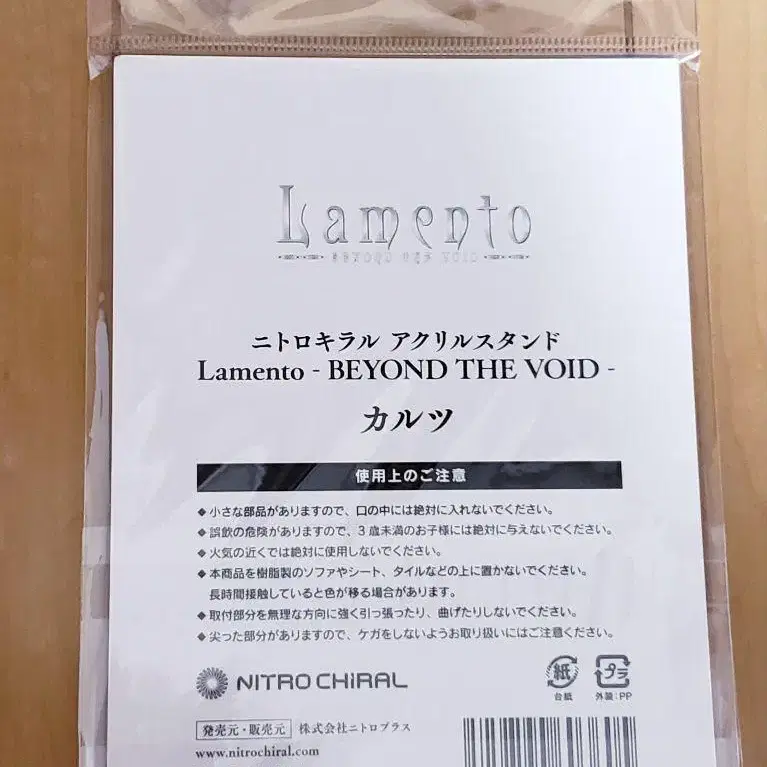 Lamento
BEYOND THE VOID
ニトロキラル アクリルスタンド
Lamento - BEYOND THE VOID -
カルツ
使用上のご注意
◆ 小さな部品がありますので、口の中には絶対に入れないでください。
◆ 誤飲の危険がありますので、3歳未満のお子様には絶対に与えないでください。
◆ 火気の近くでは絶対に使用しないでください。
◆ 本商品を樹脂製のソファやシート、タイルなどの上に置かないでください。
長時間接触していると色が移る場合があります。
◆ 取付部分を無理な方向に強く引っ張ったり、曲げたりしないでください。
◆ 尖った部分がありますので、ケガをしないようお取り扱いにはご注意ください。
NITRO CHiRAL
紙
台紙
プラ
外装:PP
発売元・販売元 株式会社ニトロプラス
www.nitrochiral.com